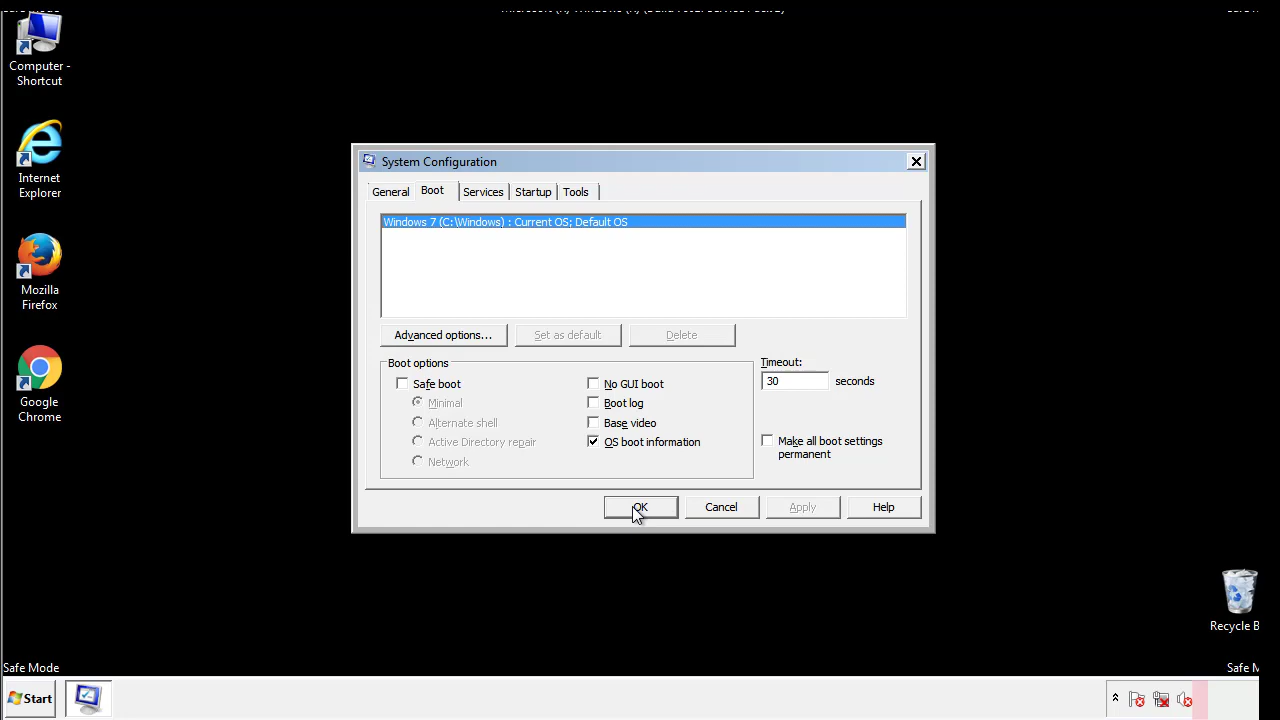 Computer -
Shortcut
Internet
Explorer
Mozilla
Firefox
Google
Chrome
System Configuration
General Boot Services Startup Tools
Windows 7 (C:\Windows) : Current OS; Default OS
Advanced options... Set as default Delete
Boot options
Safe boot
Minimal
Alternate shell
Active Directory repair
Network
No GUI boot
Boot log
Base video
OS boot information
Timeout:
30 seconds
Make all boot settings
permanent
OK Cancel Apply Help
Recycle B
Safe Mode
Safe M
Start